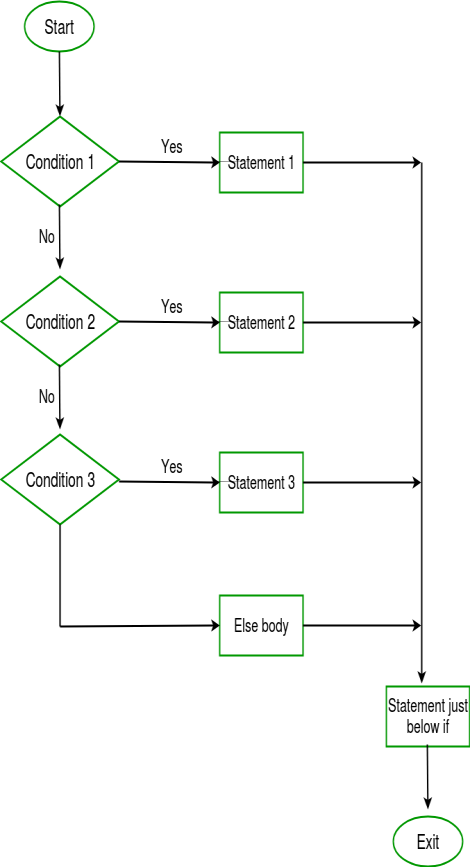 Start
Condition 1
Yes
Statement 1
No
Condition 2
Yes
Statement 2
No
Condition 3
Yes
Statement 3
Else body
Statement just
below if
Exit